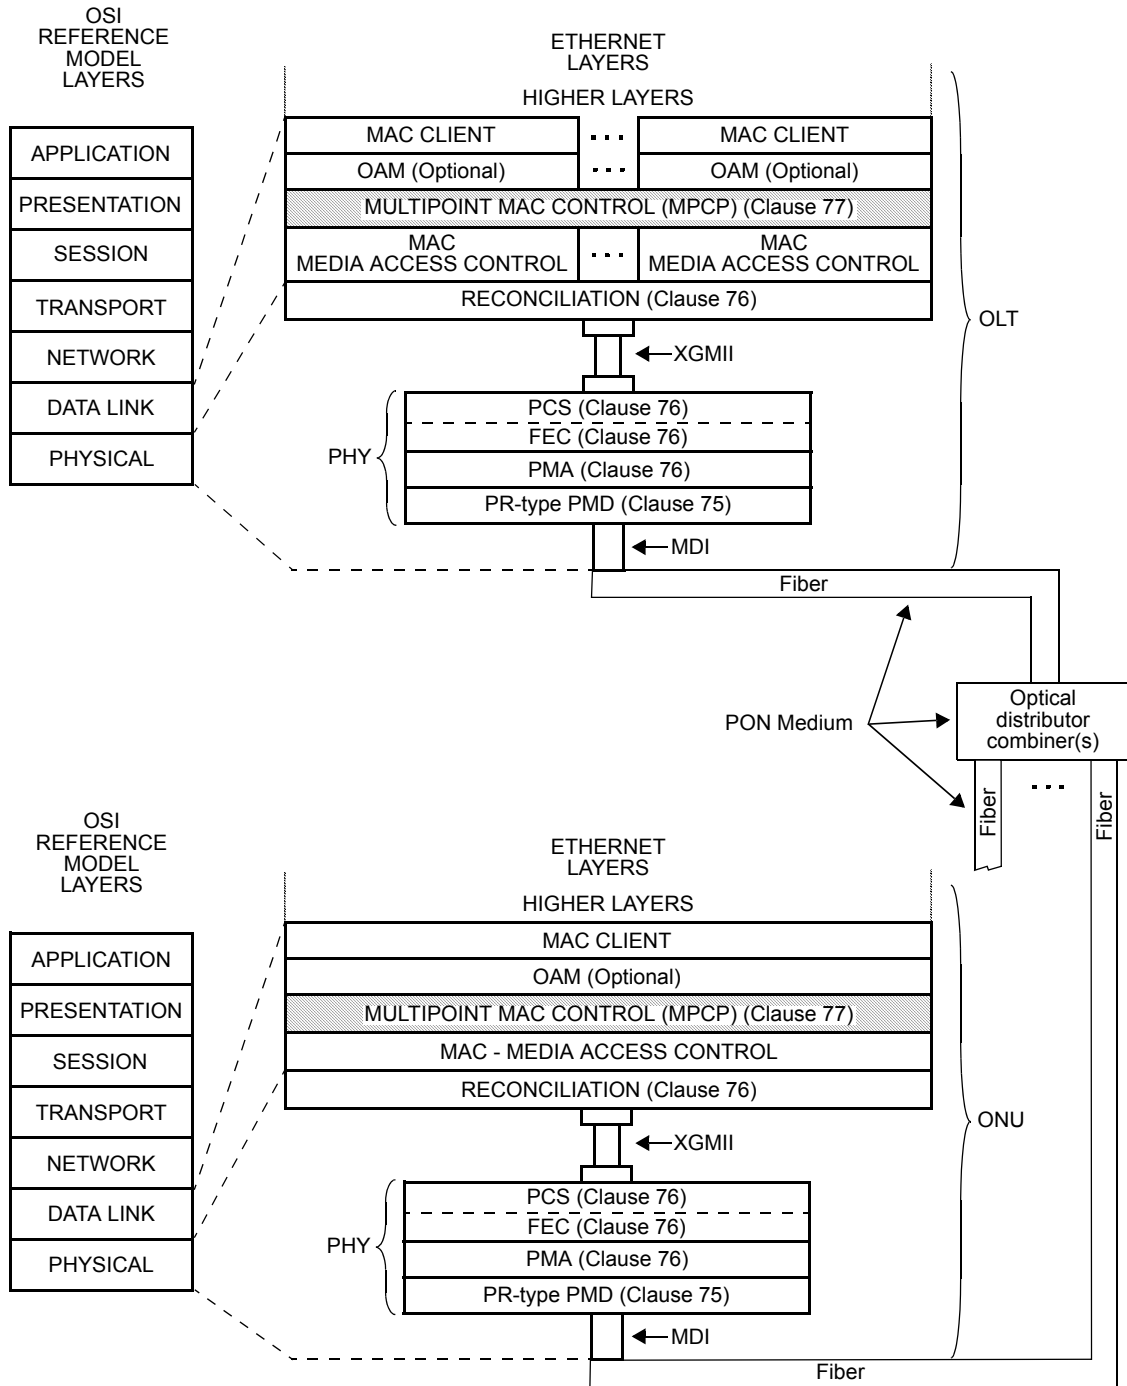 OSI
REFERENCE
MODEL
LAYERS
ETHERNET
LAYERS
HIGHER LAYERS
APPLICATION
PRESENTATION
SESSION
TRANSPORT
NETWORK
DATA LINK
PHYSICAL
MAC CLIENT
...
MAC CLIENT
OAM (Optional)
...
OAM (Optional)
MULTIPOINT MAC CONTROL (MPCP) (Clause 77)
MAC
MEDIA ACCESS CONTROL
...
MAC
MEDIA ACCESS CONTROL
RECONCILIATION (Clause 76)
OLT
XGMII
PHY
PCS (Clause 76)
FEC (Clause 76)
PMA (Clause 76)
PR-type PMD (Clause 75)
MDI
Fiber
PON Medium
Optical
distributor
combiner(s)
Fiber
...
Fiber
OSI
REFERENCE
MODEL
LAYERS
ETHERNET
LAYERS
HIGHER LAYERS
APPLICATION
PRESENTATION
SESSION
TRANSPORT
NETWORK
DATA LINK
PHYSICAL
MAC CLIENT
OAM (Optional)
MULTIPOINT MAC CONTROL (MPCP) (Clause 77)
MAC - MEDIA ACCESS CONTROL
RECONCILIATION (Clause 76)
ONU
XGMII
PHY
PCS (Clause 76)
FEC (Clause 76)
PMA (Clause 76)
PR-type PMD (Clause 75)
MDI
Fiber